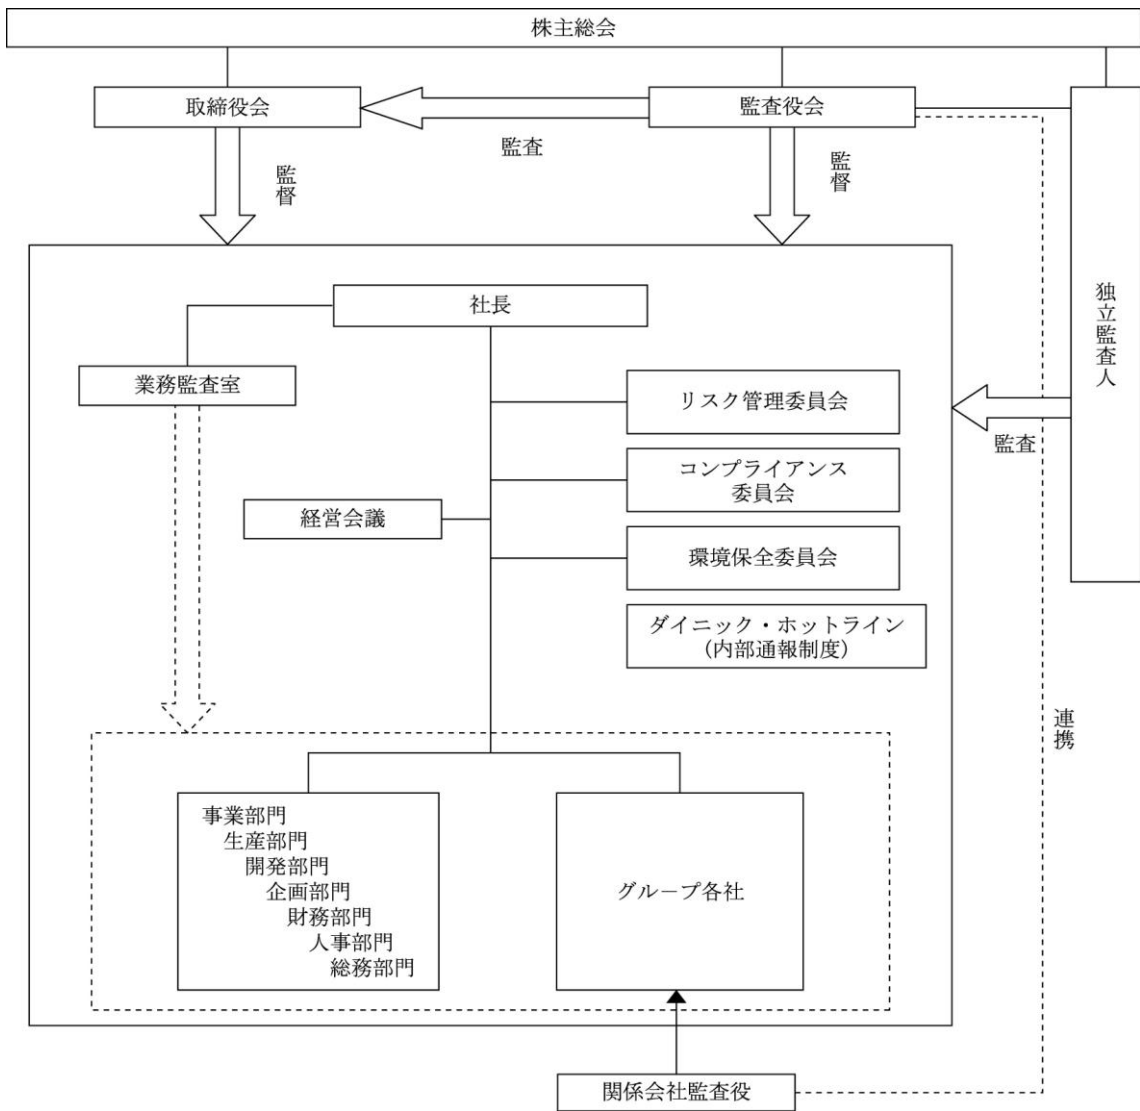 株主総会
取締役会
監査役会
監査
監督
監督
独立監査人
社長
業務監査室
リスク管理委員会
監査
コンプライアンス
委員会
経営会議
環境保全委員会
ダイニック・ホットライン
（内部通報制度）
連携
事業部門
生産部門
開発部門
企画部門
財務部門
人事部門
総務部門
グループ各社
関係会社監査役